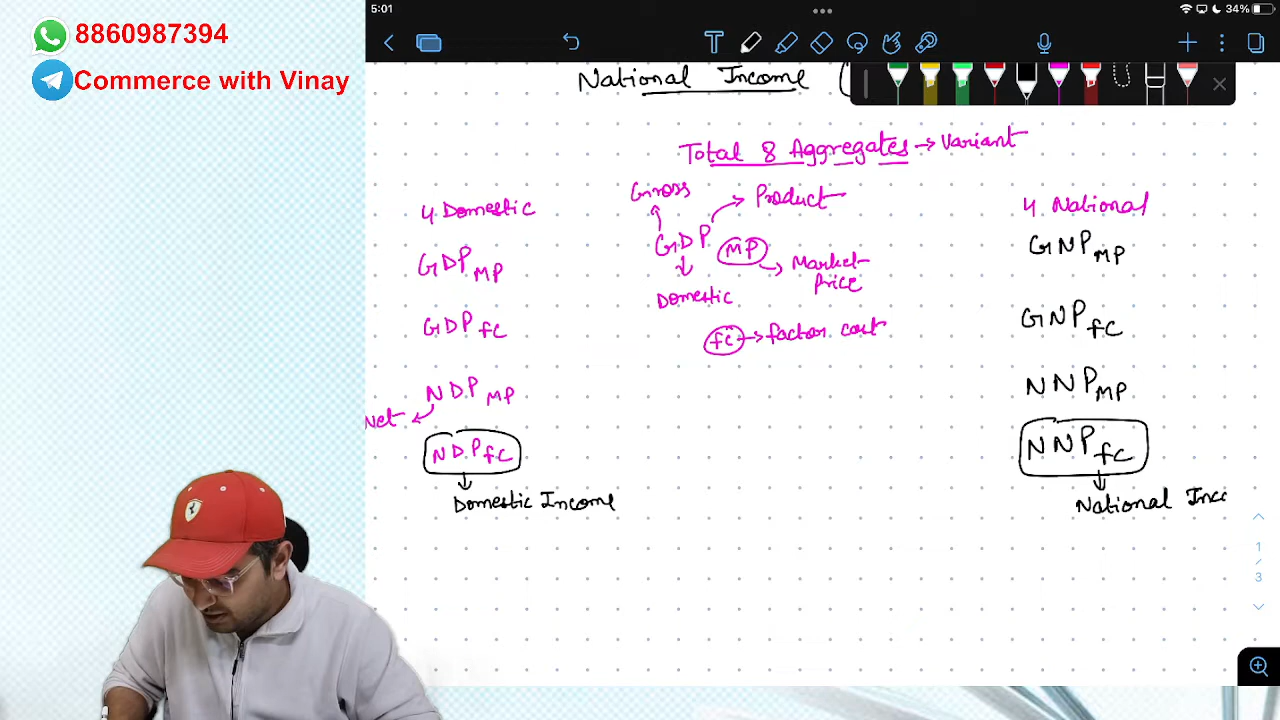 8860987394
Commerce with Vinay
5:01
34%
National Income
Total 8 Aggregates → Variant
4 Domestic
GDP MP
GDP fc
NDP MP
Net
NDP fc
Domestic Income
Gross
Product
GDP
MP
Market
Price
Domestic
fc → factor cost
4 National
GNP MP
GNP fc
NNP MP
NNP fc
National Inco
1
/
3